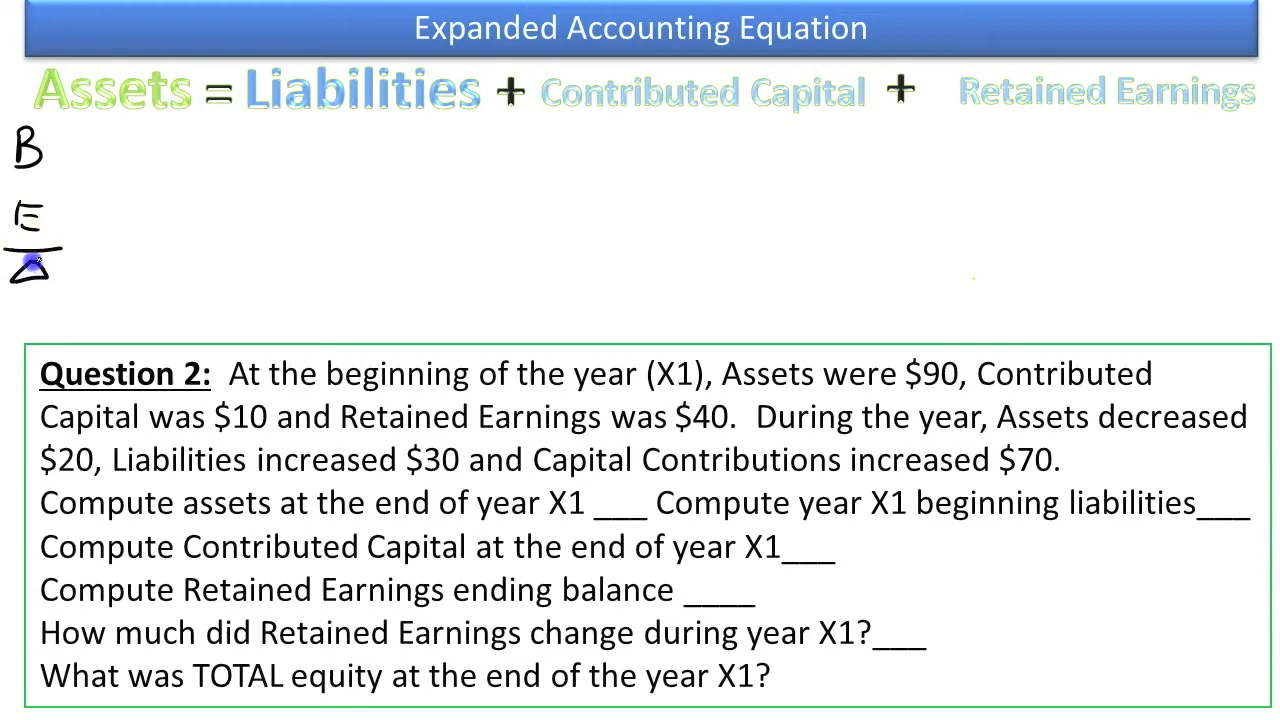 Expanded Accounting Equation
Assets = Liabilities + Contributed Capital + Retained Earnings
B
E
Δ
Question 2: At the beginning of the year (X1), Assets were $90, Contributed
Capital was $10 and Retained Earnings was $40. During the year, Assets decreased
$20, Liabilities increased $30 and Capital Contributions increased $70.
Compute assets at the end of year X1 ___ Compute year X1 beginning liabilities___
Compute Contributed Capital at the end of year X1___
Compute Retained Earnings ending balance ____
How much did Retained Earnings change during year X1?___
What was TOTAL equity at the end of the year X1?